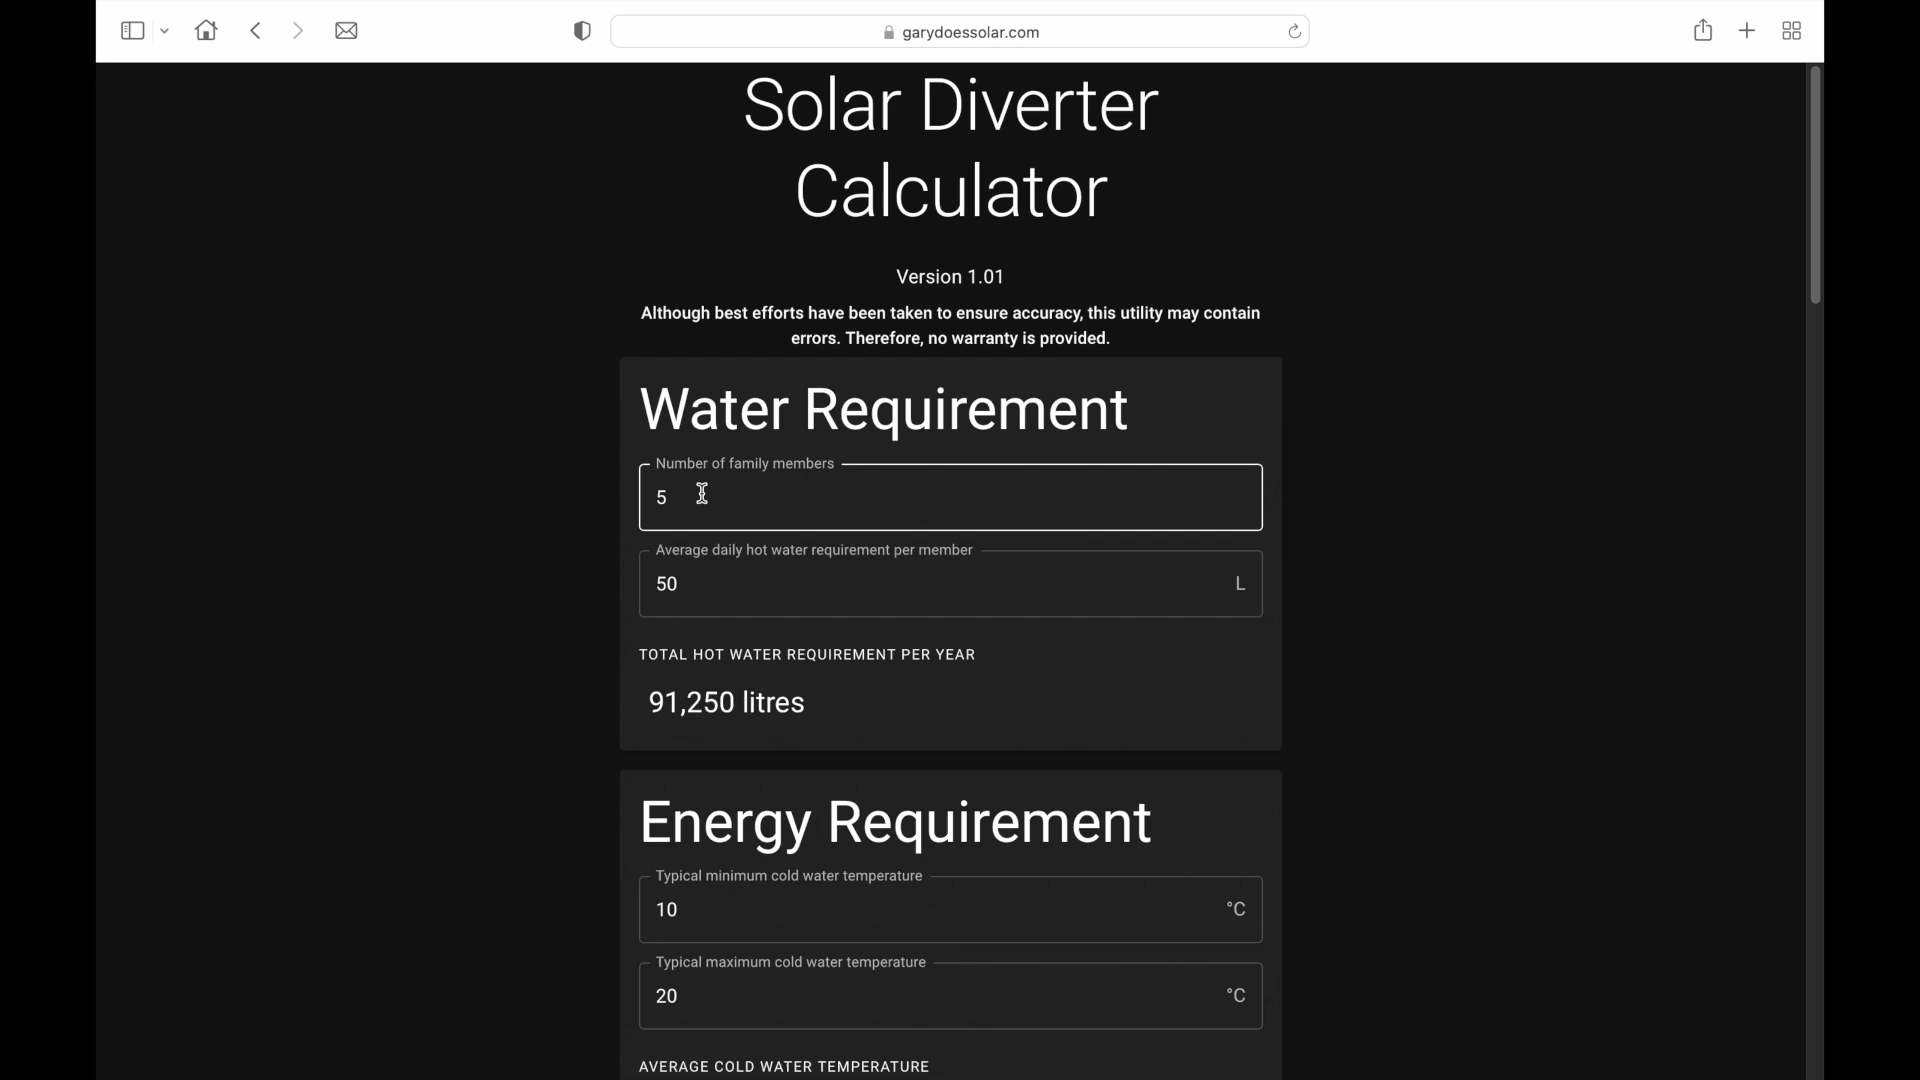 garydoessolar.com
Solar Diverter
Calculator
Version 1.01
Although best efforts have been taken to ensure accuracy, this utility may contain
errors. Therefore, no warranty is provided.
Water Requirement
Number of family members
5
Average daily hot water requirement per member
50 L
TOTAL HOT WATER REQUIREMENT PER YEAR
91,250 litres
Energy Requirement
Typical minimum cold water temperature
10 °C
Typical maximum cold water temperature
20 °C
AVERAGE COLD WATER TEMPERATURE